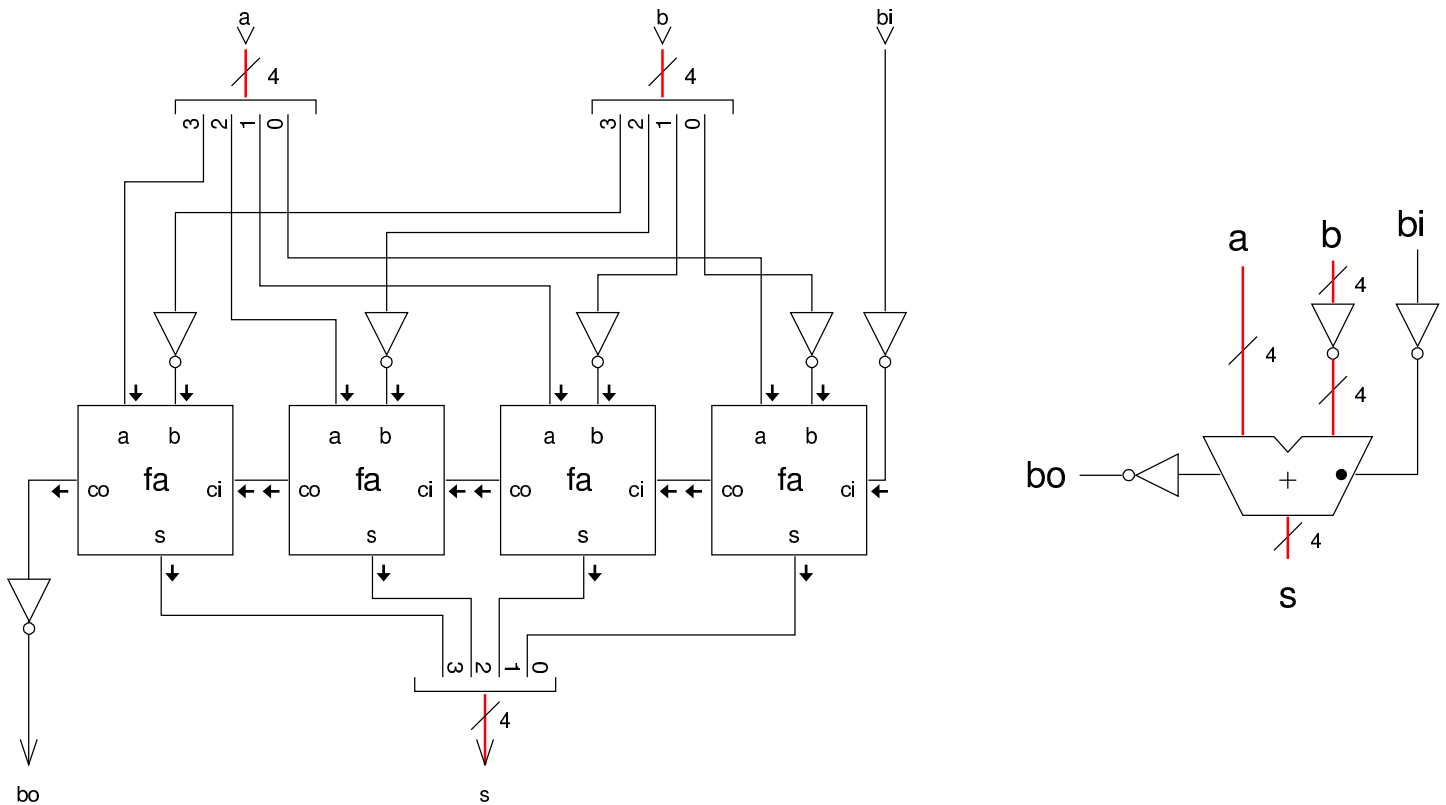 a b bi
4 4
3 2 1 0 3 2 1 0
a b bi
4
4 4
a b a b a b a b
fa fa fa fa
co ci co ci co ci co ci
s s s s
bo +
4
s
3 2 1 0
4
bo s